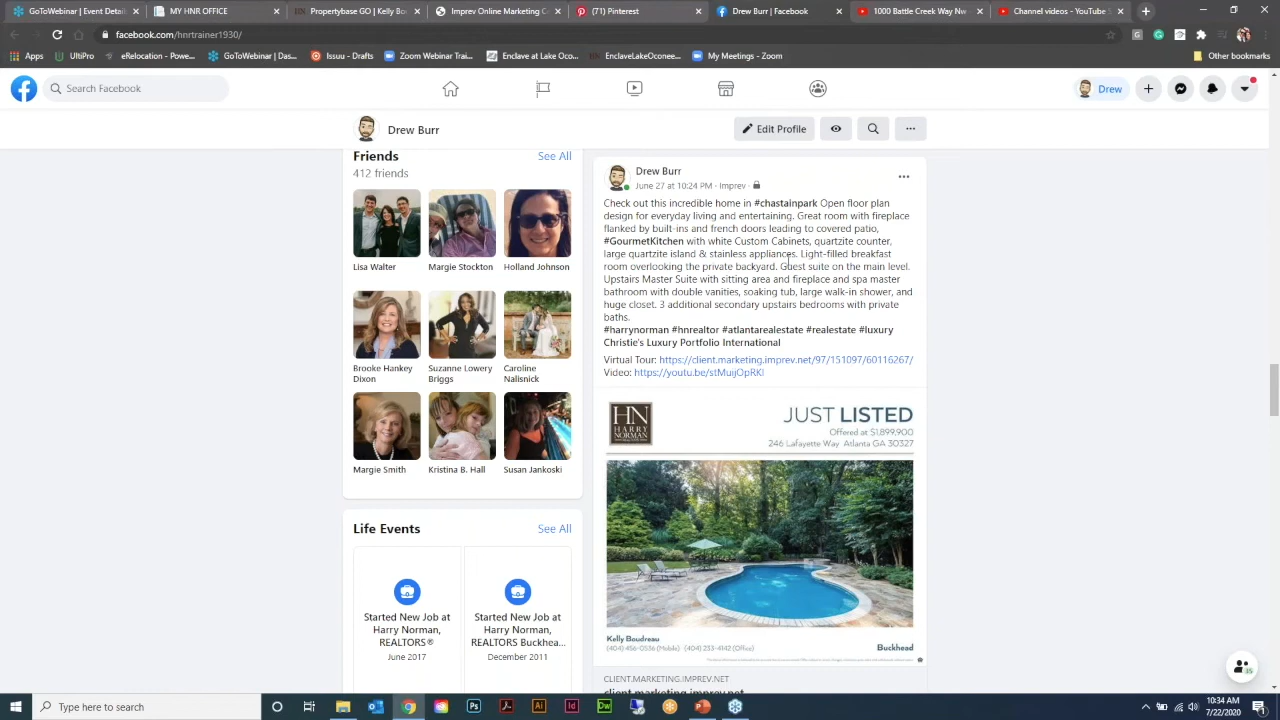 GoToWebinar | Event Detail
MY HNR OFFICE
Propertybase GO | Kelly Bo
Imprev Online Marketing C
(71) Pinterest
Drew Burr | Facebook
1000 Battle Creek Way Nw
Channel videos - YouTube S
facebook.com/hnrtrainer1930/
Apps
UltiPro
eRelocation - Powe...
GoToWebinar | Das...
Issuu - Drafts
Zoom Webinar Trai...
Enclave at Lake Oco...
EnclaveLakeOconee...
My Meetings - Zoom
Other bookmarks
Search Facebook
Drew
Drew Burr
Edit Profile
Friends
See All
412 friends
Lisa Walter
Margie Stockton
Holland Johnson
Brooke Hankey
Dixon
Suzanne Lowery
Briggs
Caroline
Nalisnick
Margie Smith
Kristina B. Hall
Susan Jankoski
Life Events
See All
Started New Job at
Harry Norman,
REALTORS®
June 2017
Started New Job at
Harry Norman,
REALTORS Buckhea...
December 2011
Drew Burr
June 27 at 10:24 PM · Imprev ·
Check out this incredible home in #chastainpark Open floor plan
design for everyday living and entertaining. Great room with fireplace
flanked by built-ins and french doors leading to covered patio,
#GourmetKitchen with white Custom Cabinets, quartzite counter,
large quartzite island & stainless appliances. Light-filled breakfast
room overlooking the private backyard. Guest suite on the main level.
Upstairs Master Suite with sitting area and fireplace and spa master
bathroom with double vanities, soaking tub, large walk-in shower, and
huge closet. 3 additional secondary upstairs bedrooms with private
baths.
#harrynorman #hnrealtor #atlantarealestate #realestate #luxury
Christie's Luxury Portfolio International
Virtual Tour: https://client.marketing.imprev.net/97/151097/60116267/
Video: https://youtu.be/stMuijOpRKI
HN
HARRY
NORMAN
JUST LISTED
Offered at $1,899,900
246 Lafayette Way Atlanta GA 30327
Kelly Boudreau
(404) 456-0536 (Mobile) (404) 233-4142 (Office)
Buckhead
CLIENT.MARKETING.IMPREV.NET
client.marketing.imprev.net
35
Type here to search
10:34 AM
7/22/2020